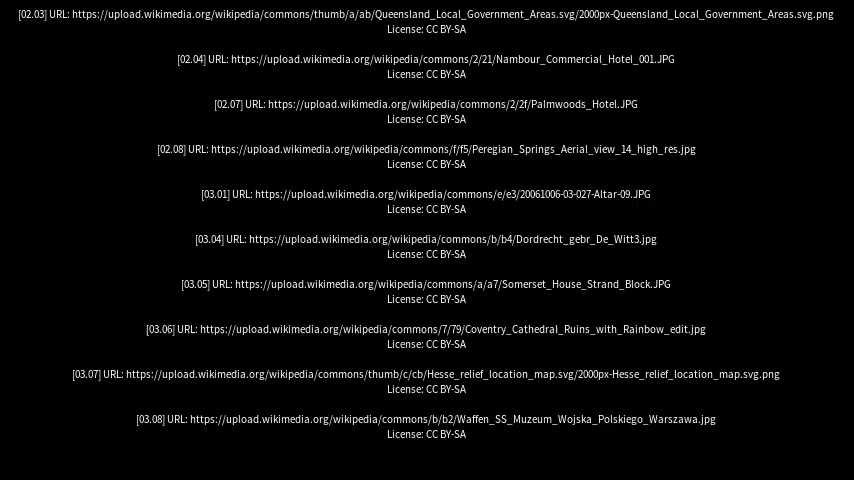 [02.03] URL: https://upload.wikimedia.org/wikipedia/commons/thumb/a/ab/Queensland_Local_Government_Areas.svg/2000px-Queensland_Local_Government_Areas.svg.png
License: CC BY-SA
[02.04] URL: https://upload.wikimedia.org/wikipedia/commons/2/21/Nambour_Commercial_Hotel_001.JPG
License: CC BY-SA
[02.07] URL: https://upload.wikimedia.org/wikipedia/commons/2/2f/Palmwoods_Hotel.JPG
License: CC BY-SA
[02.08] URL: https://upload.wikimedia.org/wikipedia/commons/f/f5/Peregian_Springs_Aerial_view_14_high_res.jpg
License: CC BY-SA
[03.01] URL: https://upload.wikimedia.org/wikipedia/commons/e/e3/20061006-03-027-Altar-09.JPG
License: CC BY-SA
[03.04] URL: https://upload.wikimedia.org/wikipedia/commons/b/b4/Dordrecht_gebr_De_Witt3.jpg
License: CC BY-SA
[03.05] URL: https://upload.wikimedia.org/wikipedia/commons/a/a7/Somerset_House_Strand_Block.JPG
License: CC BY-SA
[03.06] URL: https://upload.wikimedia.org/wikipedia/commons/7/79/Coventry_Cathedral_Ruins_with_Rainbow_edit.jpg
License: CC BY-SA
[03.07] URL: https://upload.wikimedia.org/wikipedia/commons/thumb/c/cb/Hesse_relief_location_map.svg/2000px-Hesse_relief_location_map.svg.png
License: CC BY-SA
[03.08] URL: https://upload.wikimedia.org/wikipedia/commons/b/b2/Waffen_SS_Muzeum_Wojska_Polskiego_Warszawa.jpg
License: CC BY-SA